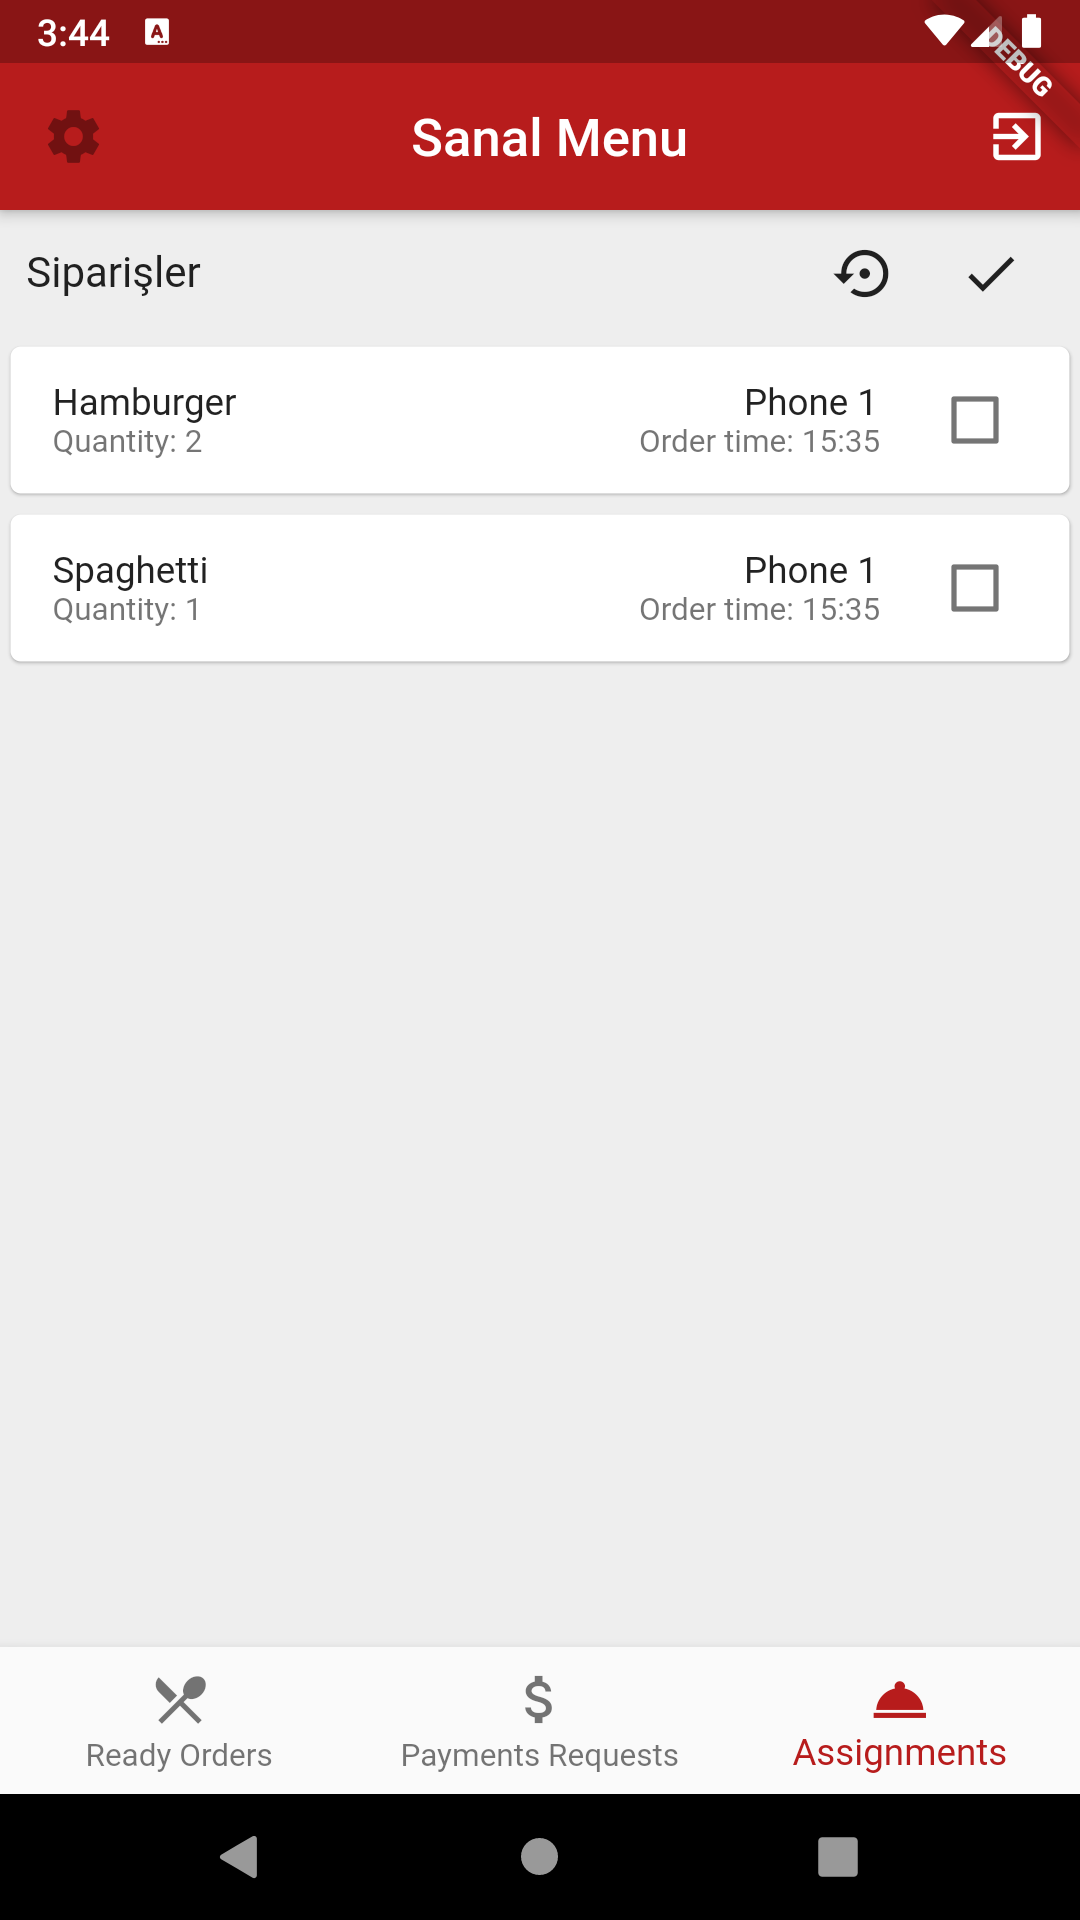 3:44
DEBUG
Sanal Menu
Siparişler
Hamburger
Phone 1
Quantity: 2
Order time: 15:35
Spaghetti
Phone 1
Quantity: 1
Order time: 15:35
Ready Orders
Payments Requests
Assignments